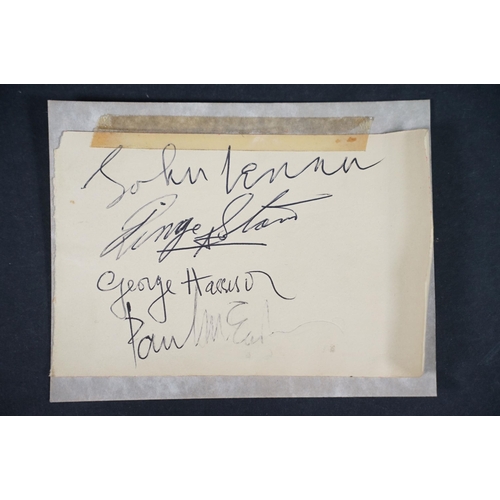 John Lennon
Ringo Starr
George Harrison
Paul McCartney